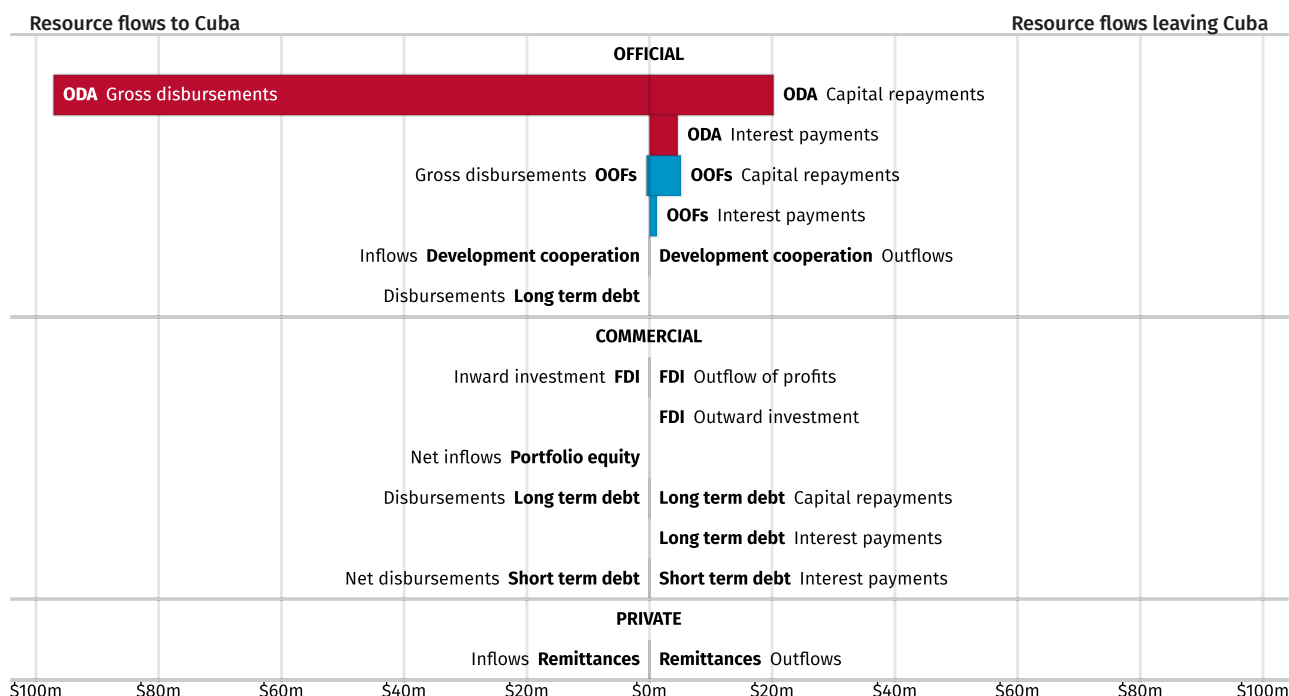 Resource flows to Cuba Resource flows leaving Cuba
OFFICIAL
ODA Gross disbursements ODA Capital repayments
ODA Interest payments
Gross disbursements OOFs OOFs Capital repayments
OOFs Interest payments
Inflows Development cooperation Development cooperation Outflows
Disbursements Long term debt
COMMERCIAL
Inward investment FDI FDI Outflow of profits
FDI Outward investment
Net inflows Portfolio equity
Disbursements Long term debt Long term debt Capital repayments
Long term debt Interest payments
Net disbursements Short term debt Short term debt Interest payments
PRIVATE
Inflows Remittances Remittances Outflows
$100m $80m $60m $40m $20m $0m $20m $40m $60m $80m $100m